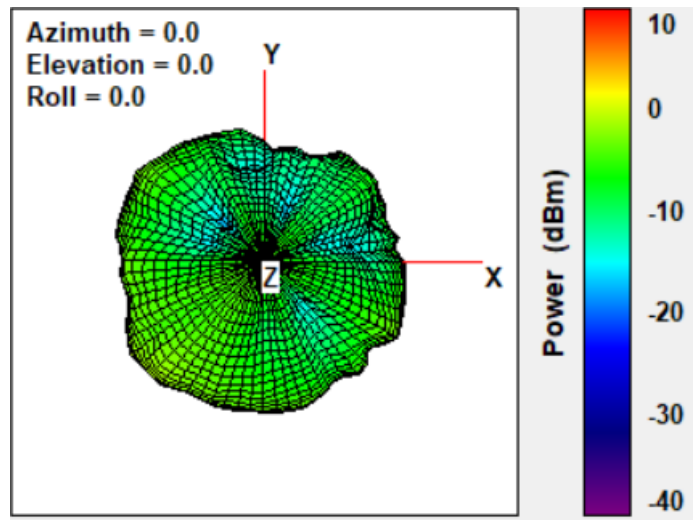 Azimuth = 0.0
Elevation = 0.0
Roll = 0.0
Y
X
Z
Power (dBm)
10
0
-10
-20
-30
-40